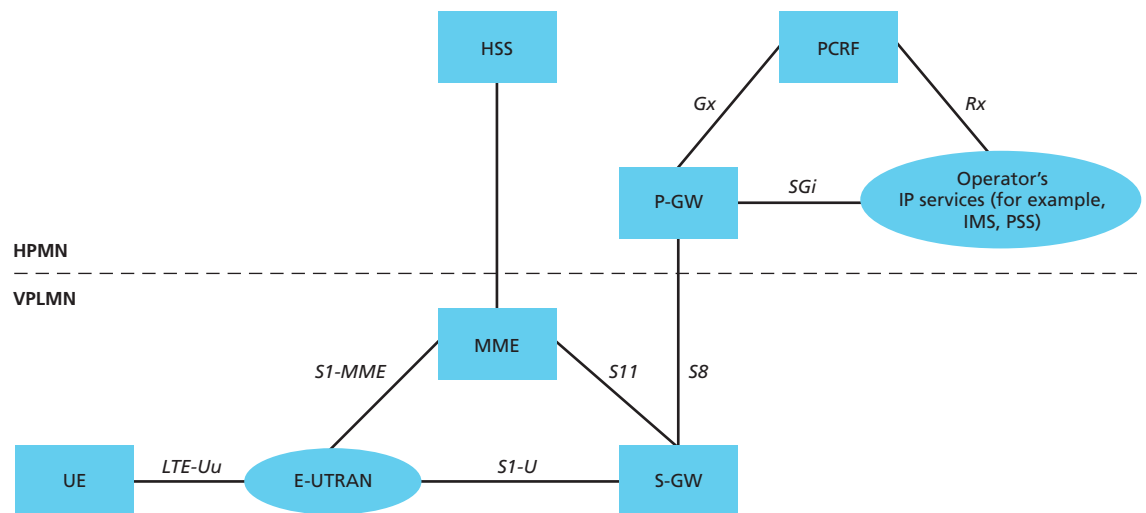 HSS
PCRF
Gx
Rx
P-GW
SGi
Operator’s
IP services (for example,
IMS, PSS)
HPMN
VPLMN
MME
S1-MME
S11
S8
UE
LTE-Uu
E-UTRAN
S1-U
S-GW